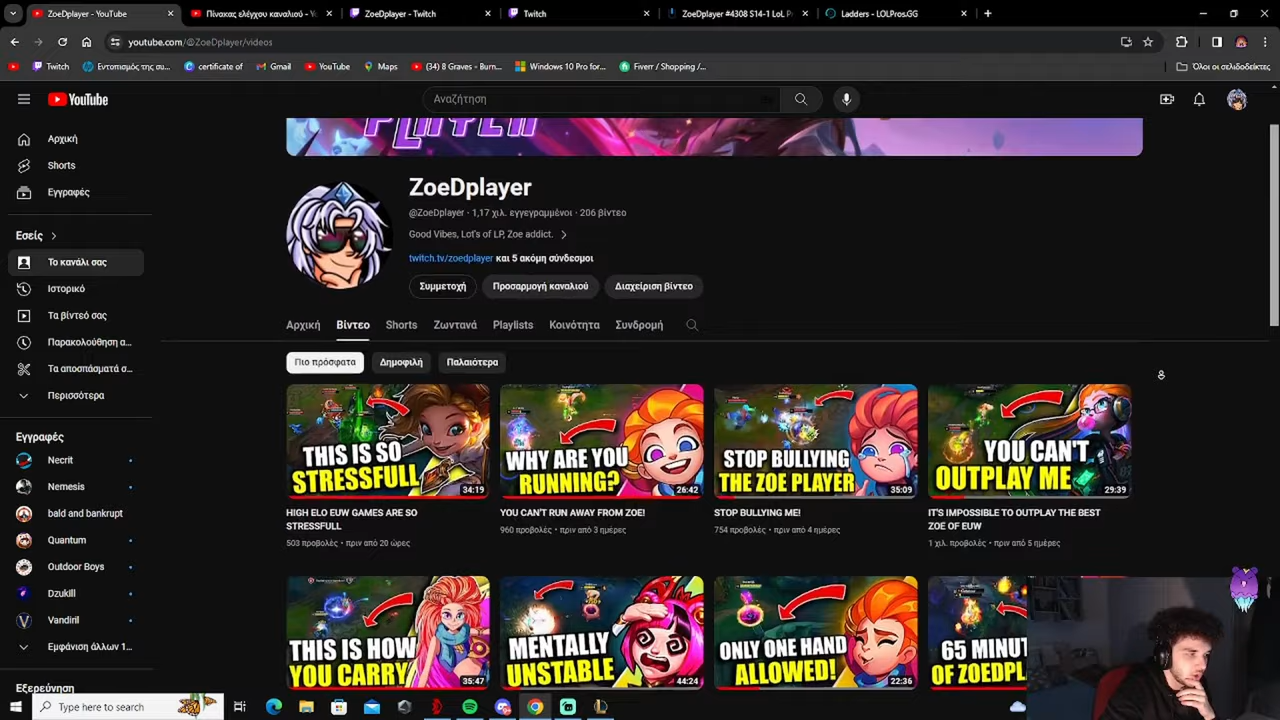 ZoeDplayer - YouTube
Πίνακας ελέγχου καναλιού - Yo
ZoeDplayer - Twitch
Twitch
ZoeDplayer #4308 S14-1 LoL P
Ladders - LOLPros.GG
youtube.com/@ZoeDplayer/videos
Twitch
Εντοπισμός της συ...
certificate of
Gmail
YouTube
Maps
(34) 8 Graves - Burn...
Windows 10 Pro for...
Fiverr / Shopping /...
Όλοι οι σελιδοδείκτες
YouTube
Αναζήτηση
PLAYER
Αρχική
Shorts
Εγγραφές
Εσείς
Το κανάλι σας
Ιστορικό
Τα βίντεό σας
Παρακολούθηση α...
Τα αποσπάσματά σ...
Περισσότερα
Εγγραφές
Necrit
Nemesis
bald and bankrupt
Quantum
Outdoor Boys
Dzukill
Vandiril
Εμφάνιση άλλων 1...
Εξερεύνηση
ZoeDplayer
@ZoeDplayer · 1,17 χιλ. εγγεγραμμένοι · 206 βίντεο
Good Vibes, Lot's of LP, Zoe addict.
twitch.tv/zoedplayer και 5 ακόμη σύνδεσμοι
Συμμετοχή
Προσαρμογή καναλιού
Διαχείριση βίντεο
Αρχική
Βίντεο
Shorts
Ζωντανά
Playlists
Κοινότητα
Συνδρομή
Πιο πρόσφατα
Δημοφιλή
Παλαιότερα
THIS IS SO
STRESSFULL
34:19
HIGH ELO EUW GAMES ARE SO
STRESSFULL
503 προβολές • πριν από 20 ώρες
WHY ARE YOU
RUNNING?
26:42
YOU CAN'T RUN AWAY FROM ZOE!
960 προβολές • πριν από 3 ημέρες
STOP BULLYING
THE ZOE PLAYER
35:09
STOP BULLYING ME!
754 προβολές • πριν από 4 ημέρες
YOU CAN'T
OUTPLAY ME
29:39
IT'S IMPOSSIBLE TO OUTPLAY THE BEST
ZOE OF EUW
1 χιλ. προβολές • πριν από 5 ημέρες
THIS IS HOW
YOU CARRY
35:47
MENTALLY
UNSTABLE
44:24
ONLY ONE HAND
ALLOWED!
22:36
65 MINUT
OF ZOEDPL
Type here to search